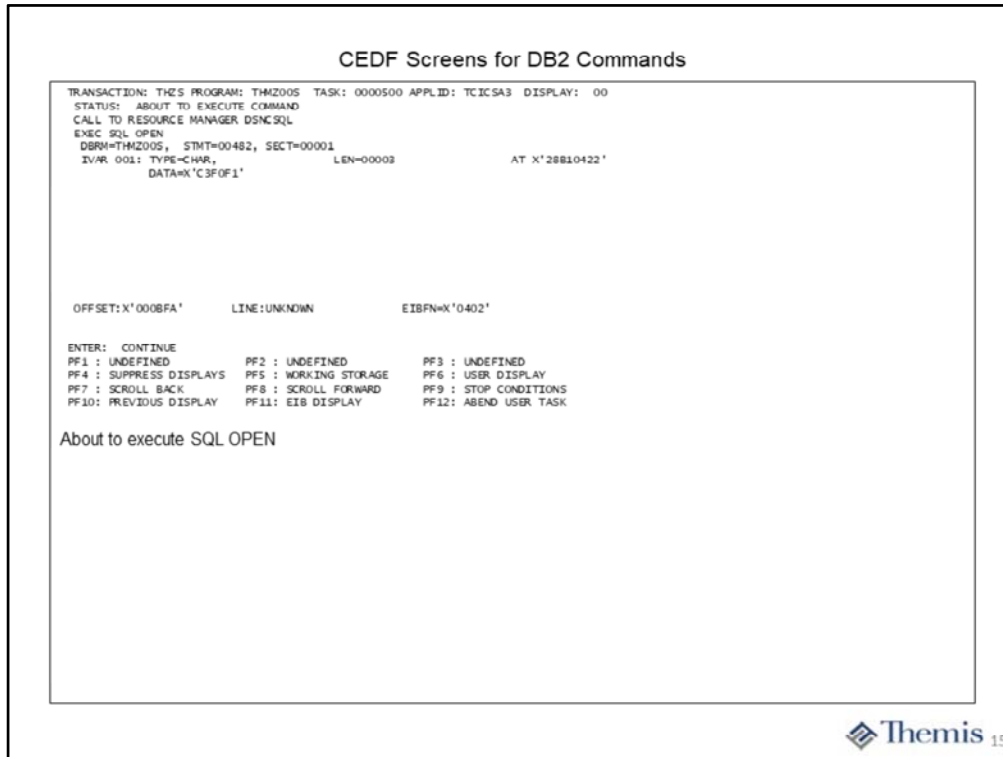 CEDF Screens for DB2 Commands
TRANSACTION: THZS PROGRAM: THMZ00S TASK: 0000500 APPLID: TCICSA3 DISPLAY: 00
STATUS: ABOUT TO EXECUTE COMMAND
CALL TO RESOURCE MANAGER DSNCSQL
EXEC SQL OPEN
DBRM=THMZ00S, STMT=00482, SECT=00001
IVAR 001: TYPE=CHAR, LEN=00003 AT X'28810422'
DATA=X'C3F0F1'
OFFSET:X'000BFA' LINE:UNKNOWN EIBFN=X'0402'
ENTER: CONTINUE
PF1 : UNDEFINED PF2 : UNDEFINED PF3 : UNDEFINED
PF4 : SUPPRESS DISPLAYS PF5 : WORKING STORAGE PF6 : USER DISPLAY
PF7 : SCROLL BACK PF8 : SCROLL FORWARD PF9 : STOP CONDITIONS
PF10: PREVIOUS DISPLAY PF11: EIB DISPLAY PF12: ABEND USER TASK
About to execute SQL OPEN
Themis